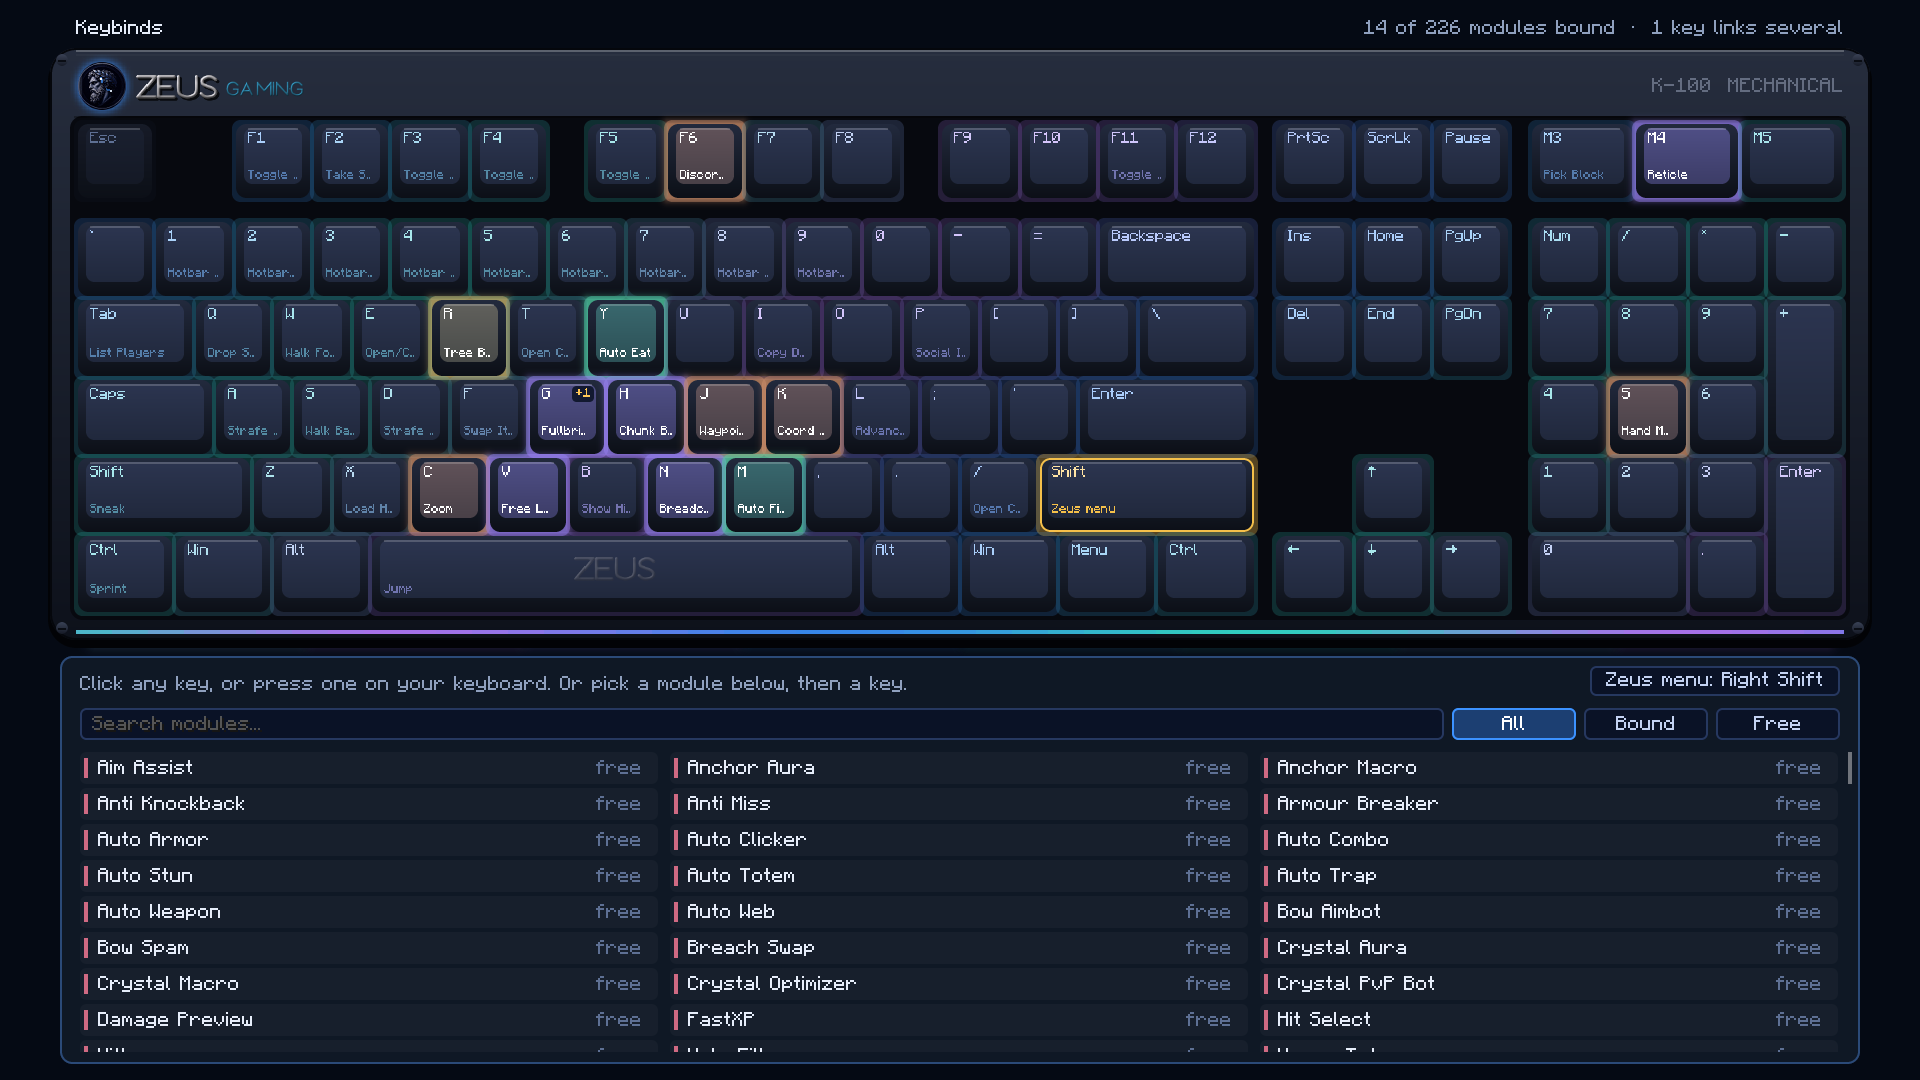 Keybinds
14 of 226 modules bound · 1 key links several
ZEUS GAMING
K-100 MECHANICAL
Esc F1 F2 F3 F4 F5 F6 F7 F8 F9 F10 F11 F12 PrtSc ScrLk Pause M3 M4 M5
Toggle .. Take S.. Toggle .. Toggle .. Toggle .. Discor.. Toggle .. Pick Block Reticle
` 1 2 3 4 5 6 7 8 9 0 - = Backspace Ins Home PgUp Num / * -
Hotbar .. Hotbar.. Hotbar.. Hotbar .. Hotbar.. Hotbar .. Hotbar.. Hotbar .. Hotbar..
Tab Q W E R T Y U I O P [ ] \ Del End PgDn 7 8 9 +
List Players Drop S.. Walk Fo.. Open/C.. Tree B.. Open C.. Auto Eat Copy D.. Social I..
Caps A S D F G +1 H J K L ; ' Enter 4 5 6
Strafe .. Walk Ba.. Strafe .. Swap It.. Fullbri.. Chunk B.. Waypoi.. Coord .. Advanc.. Hand M..
Shift Z X C V B N M , . / Shift ↑ 1 2 3 Enter
Sneak Load H.. Zoom Free L.. Show Hi.. Breadc.. Auto Fi.. Open C.. Zeus menu
Ctrl Win Alt ZEUS Alt Win Menu Ctrl ← ↓ → 0 .
Sprint Jump
Click any key, or press one on your keyboard. Or pick a module below, then a key.
Zeus menu: Right Shift
Search modules...
All Bound Free
Aim Assist free Anchor Aura free Anchor Macro free
Anti Knockback free Anti Miss free Armour Breaker free
Auto Armor free Auto Clicker free Auto Combo free
Auto Stun free Auto Totem free Auto Trap free
Auto Weapon free Auto Web free Bow Aimbot free
Bow Spam free Breach Swap free Crystal Aura free
Crystal Macro free Crystal Optimizer free Crystal PvP Bot free
Damage Preview free FastXP free Hit Select free